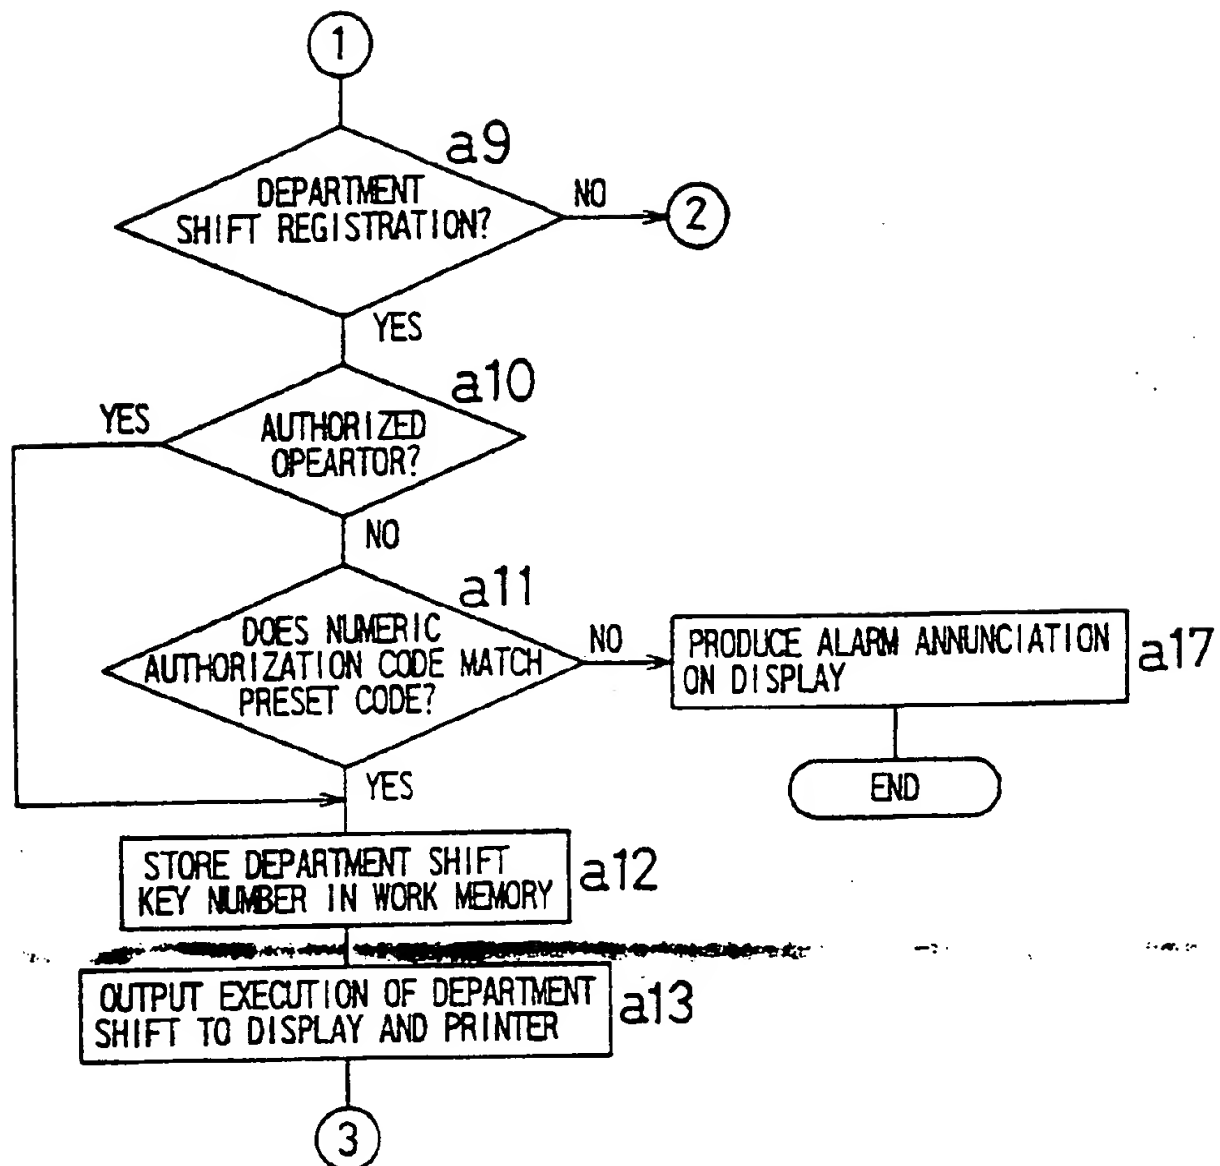 1
a9
DEPARTMENT
SHIFT REGISTRATION?
NO
2
YES
a10
YES
AUTHORIZED
OPEARTOR?
NO
a11
DOES NUMERIC
AUTHORIZATION CODE MATCH
PRESET CODE?
NO
PRODUCE ALARM ANNUNCIATION
ON DISPLAY
a17
YES
END
STORE DEPARTMENT SHIFT
KEY NUMBER IN WORK MEMORY
a12
OUTPUT EXECUTION OF DEPARTMENT
SHIFT TO DISPLAY AND PRINTER
a13
3